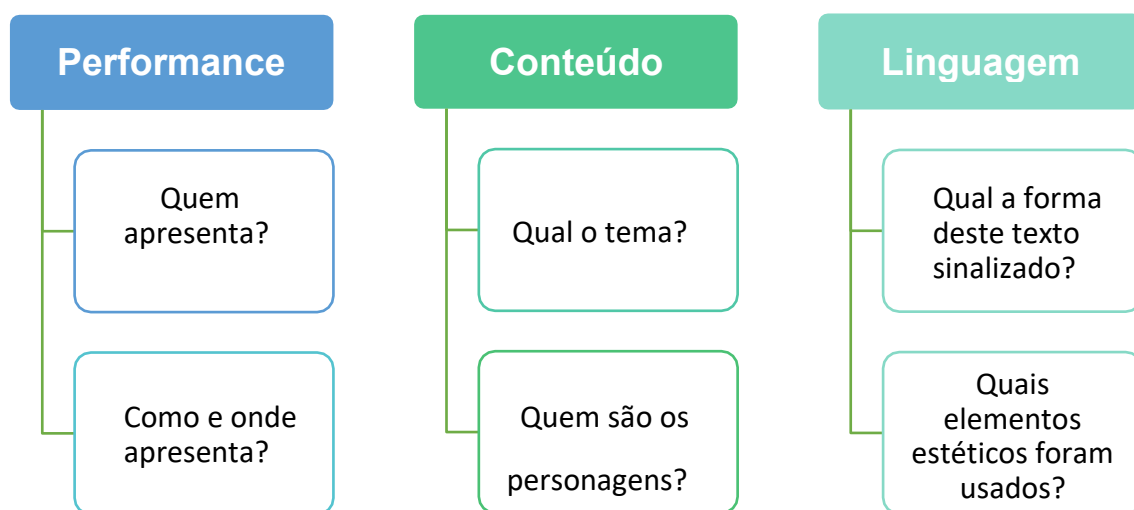 Performance
Quem
apresenta?
Como e onde
apresenta?
Conteúdo
Qual o tema?
Quem são os
personagens?
Linguagem
Qual a forma
deste texto
sinalizado?
Quais
elementos
estéticos foram
usados?